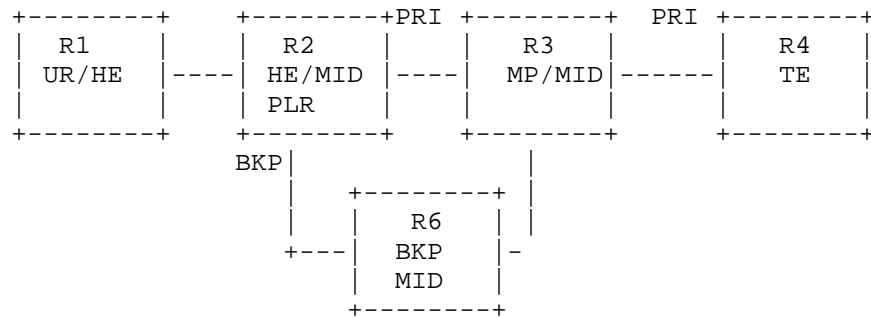 PRI PRI
R1 R2 R3 R4
UR/HE HE/MID MP/MID TE
PLR
BKP
R6
BKP
MID